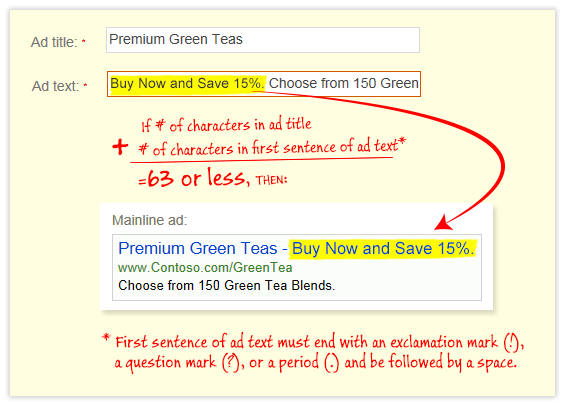 Ad title: * Premium Green Teas
Ad text: * Buy Now and Save 15%. Choose from 150 Green
If # of characters in ad title
+ # of characters in first sentence of ad text*
=63 or less, THEN:
Mainline ad:
Premium Green Teas - Buy Now and Save 15%.
www.Contoso.com/GreenTea
Choose from 150 Green Tea Blends.
* First sentence of ad text must end with an exclamation mark (!),
a question mark (?), or a period (.) and be followed by a space.